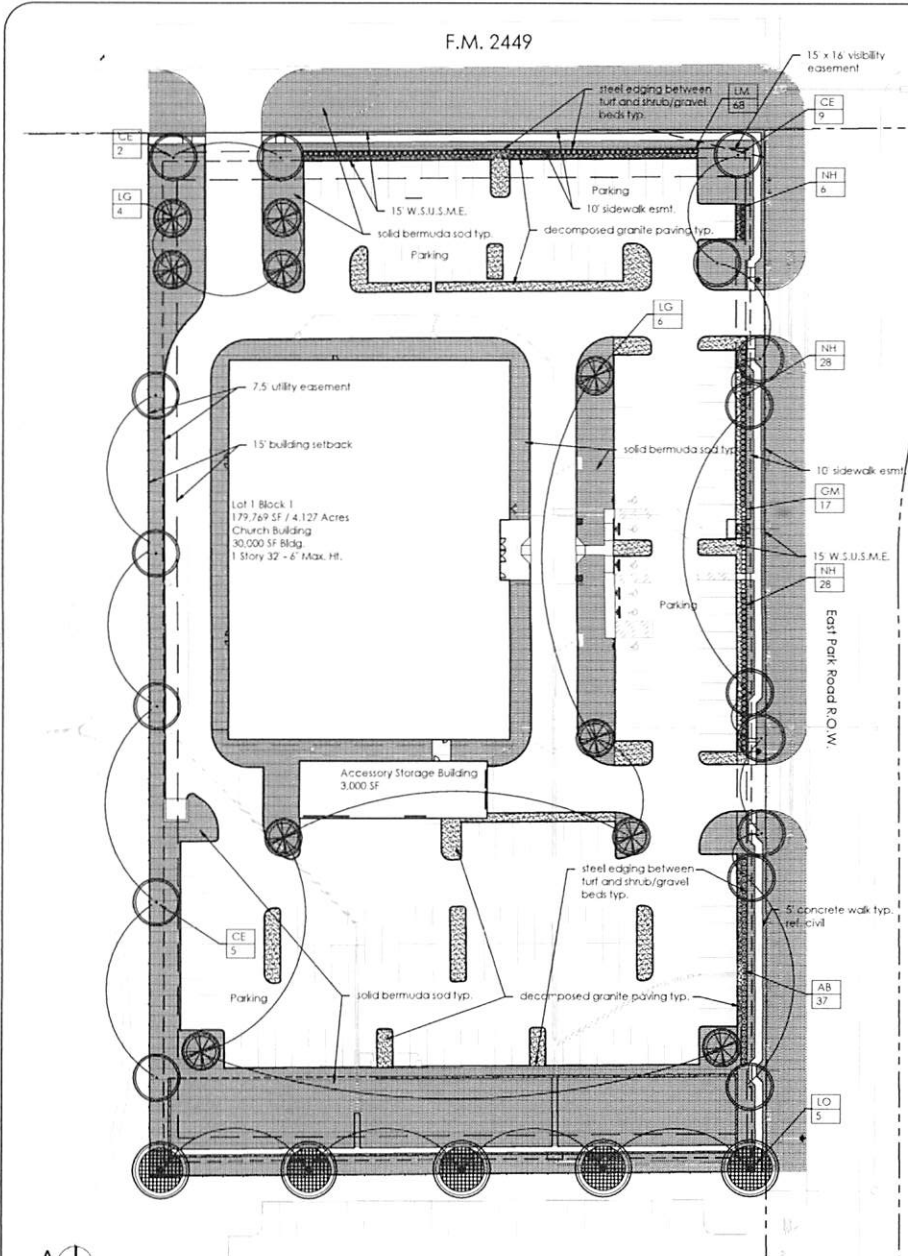 F.M. 2449
15' x 16' visibility
easement
steel edging between
turf and shrub/gravel
beds typ.
LM
68
CE
9
CE
2
NH
6
LG
4
Parking
15' W.S.U.S.M.E.
10' sidewalk esmt.
solid bermuda sod typ.
decomposed granite paving typ.
Parking
LG
6
NH
28
7.5' utility easement
15' building setback
solid bermuda sod typ.
10' sidewalk esmt.
GM
17
Lot 1 Block 1
179,769 SF / 4.127 Acres
Church Building
30,000 SF Bldg.
1 Story 32 - 6" Max. Ht.
15' W.S.U.S.M.E.
NH
28
Parking
East Park Road R.O.W.
Accessory Storage Building
3,000 SF
steel edging between
turf and shrub/gravel
beds typ.
5' concrete walk typ.
ref. civil
CE
5
Parking
solid bermuda sod typ.
decomposed granite paving typ.
AB
37
LO
5